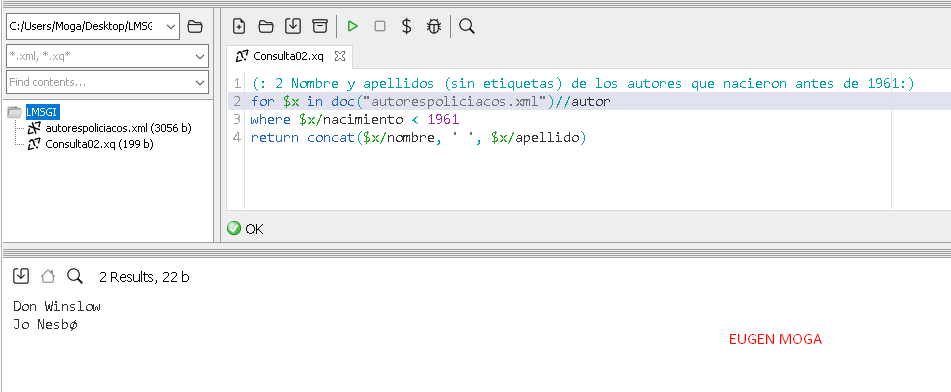 C:/Users/Moga/Desktop/LMSG
*.xml, *.xq*
Find contents...
LMSGI
autorespoliciacos.xml (3056 b)
Consulta02.xq (199 b)
Consulta02.xq
1 (: 2 Nombre y apellidos (sin etiquetas) de los autores que nacieron antes de 1961:)
2 for $x in doc("autorespoliciacos.xml")//autor
3 where $x/nacimiento < 1961
4 return concat($x/nombre, ' ', $x/apellido)
OK
2 Results, 22 b
Don Winslow
Jo Nesbø
EUGEN MOGA